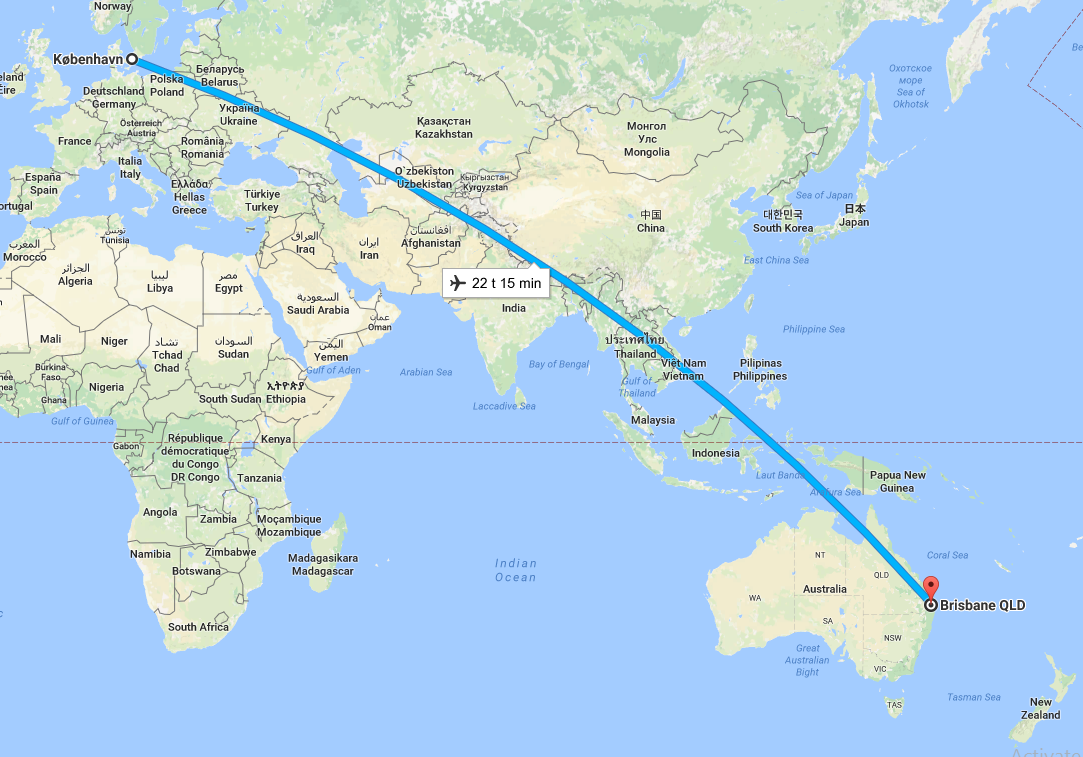 Norway
København
Беларусь
Belarus
Polska
Poland
Deutschland
Germany
Україна
Ukraine
Österreich
Austria
France
România
Romania
Italia
Italy
España
Spain
Ελλάδα
Hellas
Greece
Türkiye
Turkey
eland
Éire
ortugal
Қазақстан
Kazakhstan
Монгол
Улс
Mongolia
Охотское
море
Sea of
Okhotsk
Be
Oʻzbekiston
Uzbekistan
Кыргызстан
Kyrgyzstan
中国
China
Sea of Japan
대한민국
South Korea
日本
Japan
East China Sea
افغانستان
Afghanistan
ایران
Iran
العراق
Iraq
تونس
Tunisia
المغرب
Morocco
الجزائر
Algeria
ليبيا
Libya
مصر
Egypt
السعودية
Saudi Arabia
عمان
Oman
22 t 15 min
India
Mali
Niger
تشاد
Tchad
Chad
السودان
Sudan
اليمن
Yemen
Gulf of Aden
Arabian Sea
Bay of Bengal
Laccadive Sea
ประเทศไทย
Thailand
Gulf of
Thailand
Việt Nam
Vietnam
Philippine Sea
Pilipinas
Philippines
Burkina
Faso
Ghana
Nigeria
South Sudan
ኢትዮጵያ
Ethiopia
Gulf of Guinea
Gabon
République
démocratique
du Congo
DR Congo
Kenya
Tanzania
Malaysia
Indonesia
Laut Banda
Arafura Sea
Papua New
Guinea
Angola
Zambia
Moçambique
Mozambique
Namibia
Zimbabwe
Botswana
Madagasikara
Madagascar
South Africa
Indian
Ocean
Coral Sea
NT
QLD
Australia
WA
SA
NSW
VIC
TAS
Brisbane QLD
Great
Australian
Bight
Tasman Sea
New
Zealand
Activate